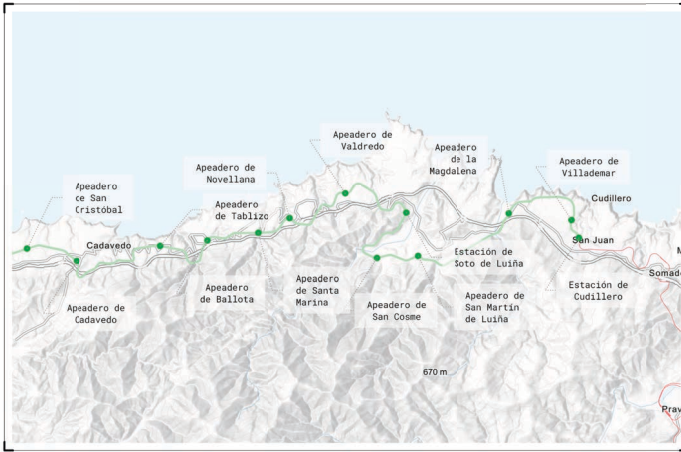 Apeadero de
Valdredo
Apeadero
de la
Magdalena
Apeadero de
Villademar
Apeadero de
Novellana
Apeadero
ce San
Cristóbal
Apeadero
de Tablizo
Cudillero
Cadavedo
San Juan
Estación de
Soto de Luiña
Somado
Apeadero
de Ballota
Apeadero
de Santa
Marina
Estación de
Cudillero
Apeadero de
Cadavedo
Apeadero de
San Cosme
Apeadero de
San Martín
de Luiña
670 m
Prav